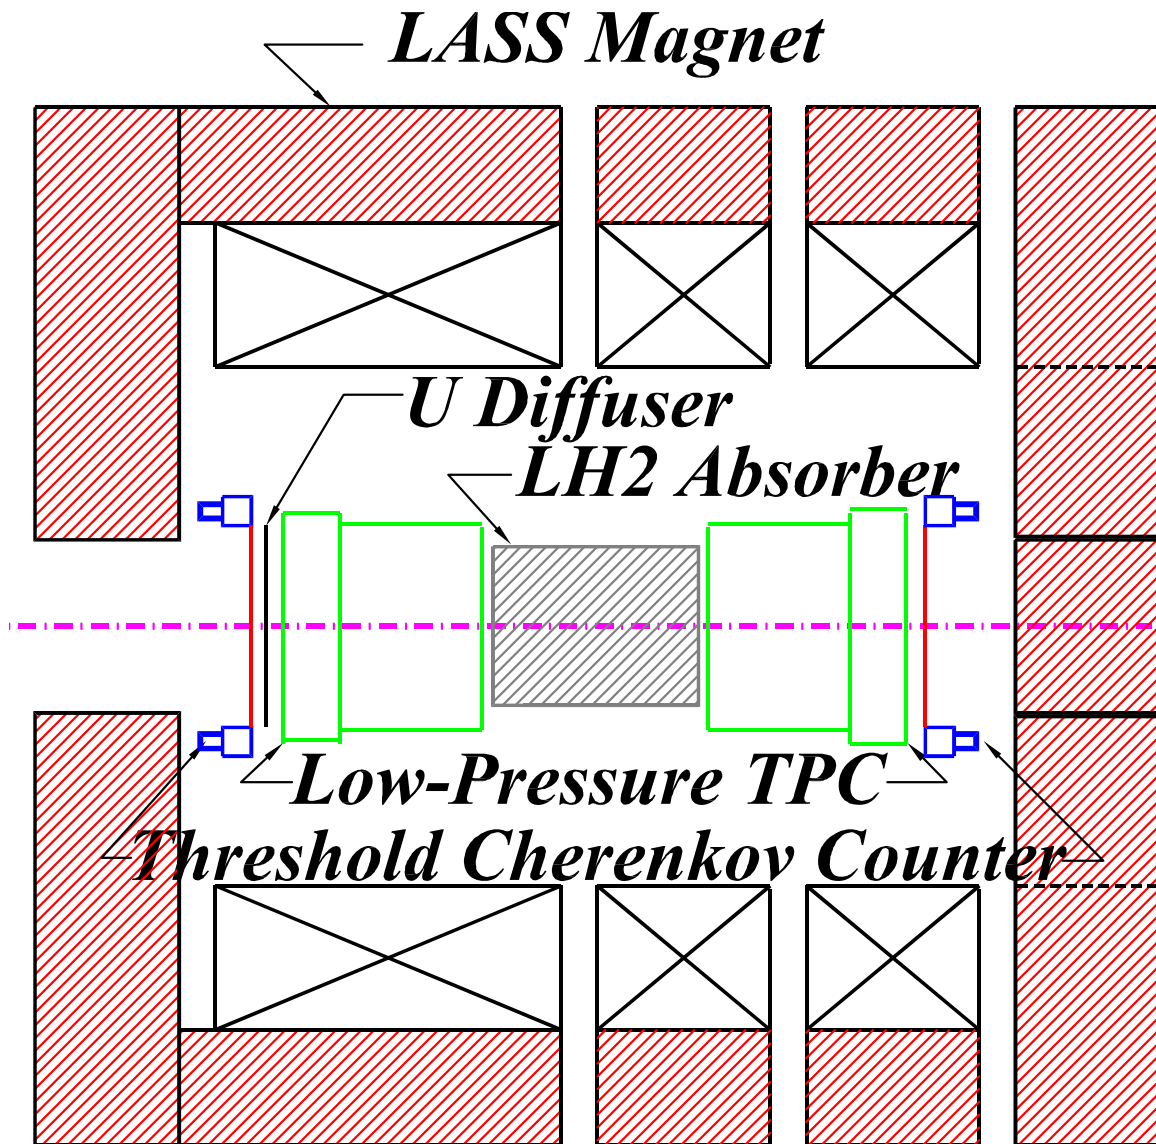 LASS Magnet
U Diffuser
LH2 Absorber
Low-Pressure TPC
Threshold Cherenkov Counter